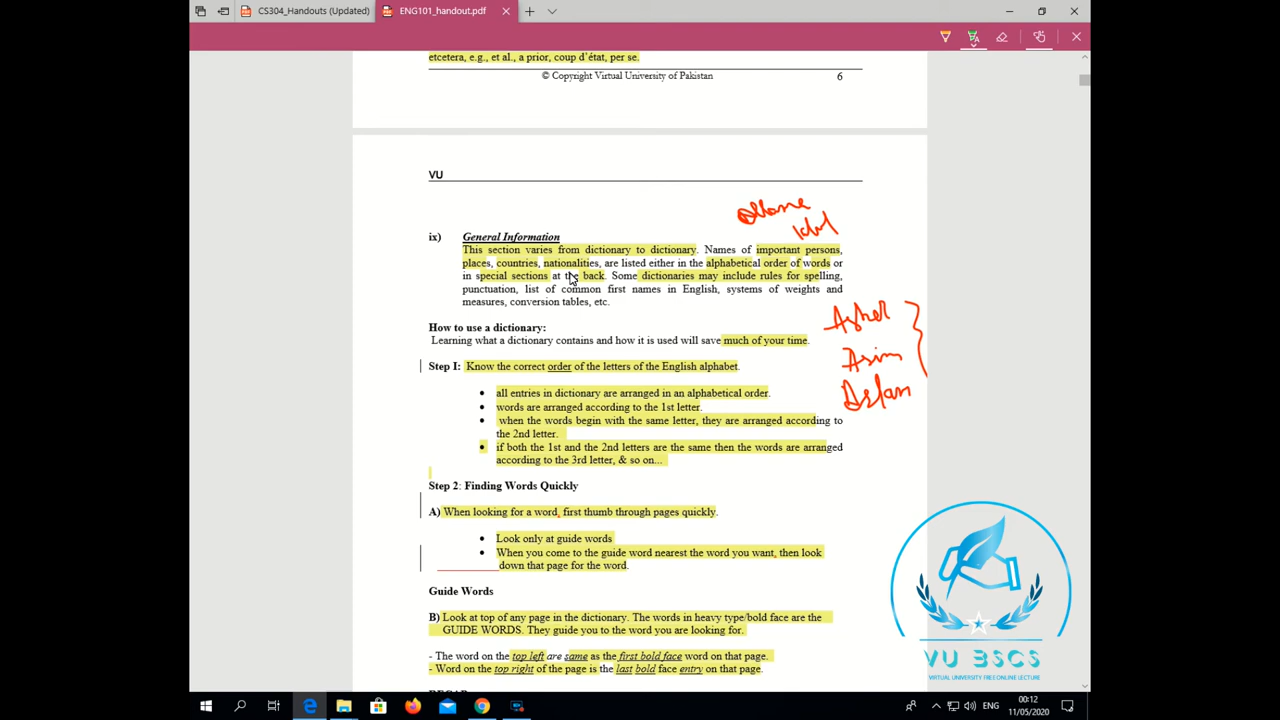 CS304_Handouts (Updated)
ENG101_handout.pdf
etcetera, e.g., et al., a prior, coup d'état, per se.
© Copyright Virtual University of Pakistan 6
VU
ix) General Information
This section varies from dictionary to dictionary. Names of important persons,
places, countries, nationalities, are listed either in the alphabetical order of words or
in special sections at the back. Some dictionaries may include rules for spelling,
punctuation, list of common first names in English, systems of weights and
measures, conversion tables, etc.
How to use a dictionary:
Learning what a dictionary contains and how it is used will save much of your time.
Step I: Know the correct order of the letters of the English alphabet.
• all entries in dictionary are arranged in an alphabetical order.
• words are arranged according to the 1st letter.
• when the words begin with the same letter, they are arranged according to
the 2nd letter.
• if both the 1st and the 2nd letters are the same then the words are arranged
according to the 3rd letter, & so on...
Asim
Aslam
Step 2: Finding Words Quickly
A) When looking for a word, first thumb through pages quickly.
• Look only at guide words
• When you come to the guide word nearest the word you want, then look
down that page for the word.
Guide Words
B) Look at top of any page in the dictionary. The words in heavy type/bold face are the
GUIDE WORDS. They guide you to the word you are looking for.
- The word on the top left are same as the first bold face word on that page.
- Word on the top right of the page is the last bold face entry on that page.
VU BSCS
VIRTUAL UNIVERSITY FREE ONLINE LECTURE
ENG
00:12
11/05/2020